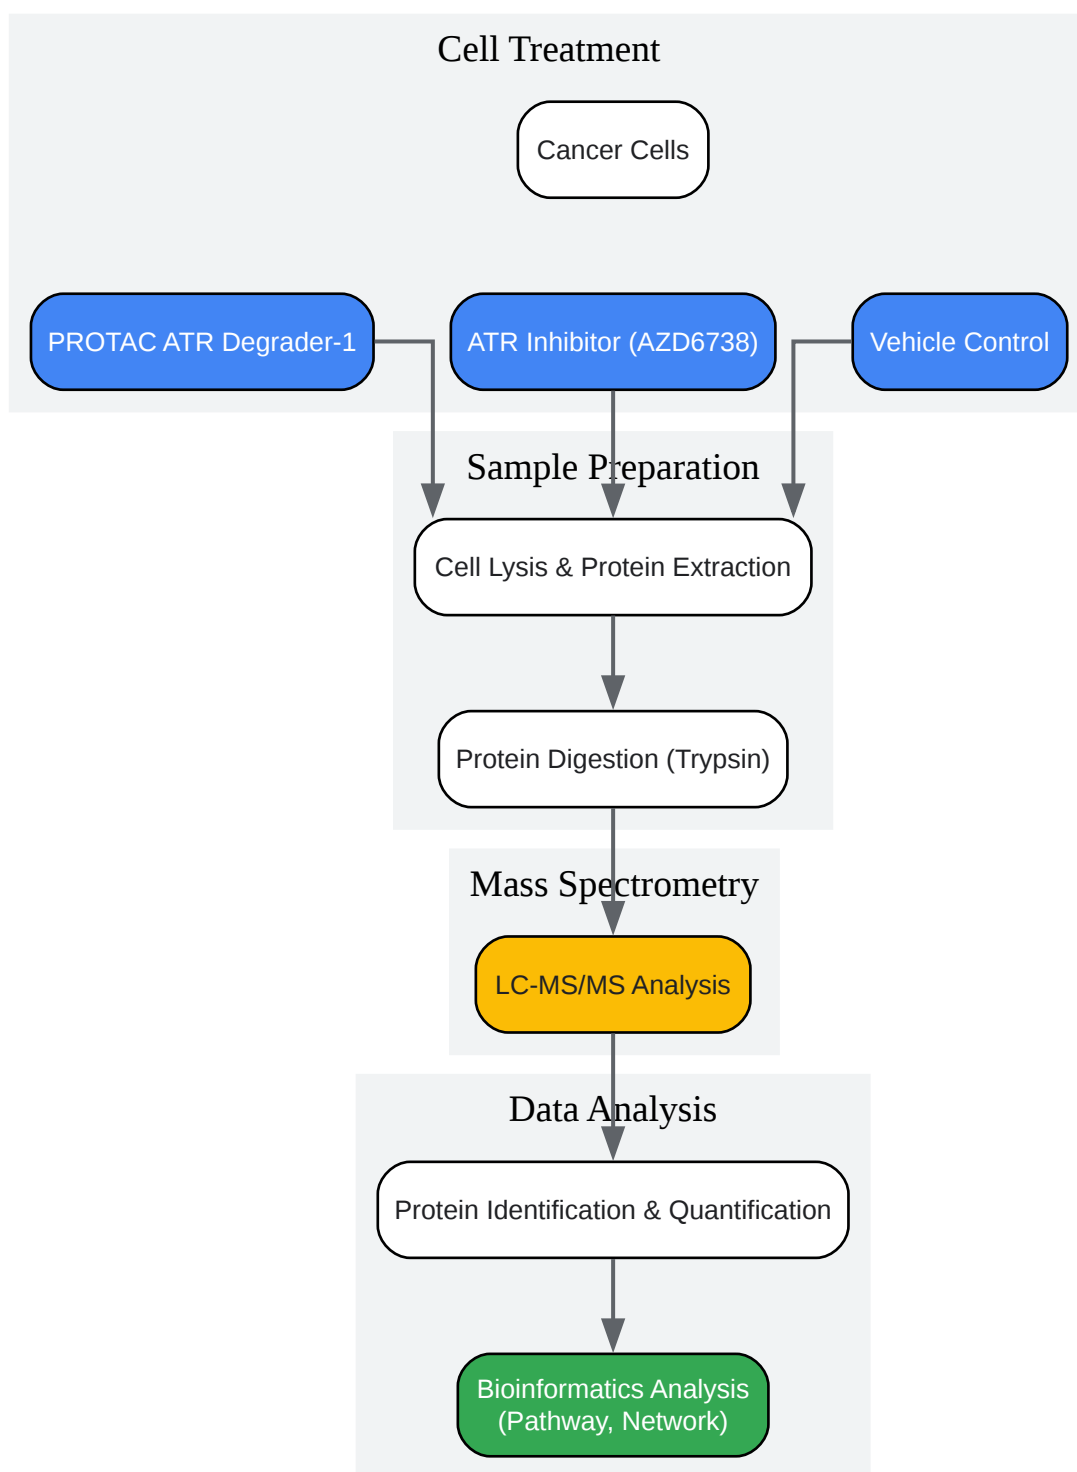 Cell Treatment
Cancer Cells
PROTAC ATR Degrader-1
ATR Inhibitor (AZD6738)
Vehicle Control
Sample Preparation
Cell Lysis & Protein Extraction
Protein Digestion (Trypsin)
Mass Spectrometry
LC-MS/MS Analysis
Data Analysis
Protein Identification & Quantification
Bioinformatics Analysis
(Pathway, Network)